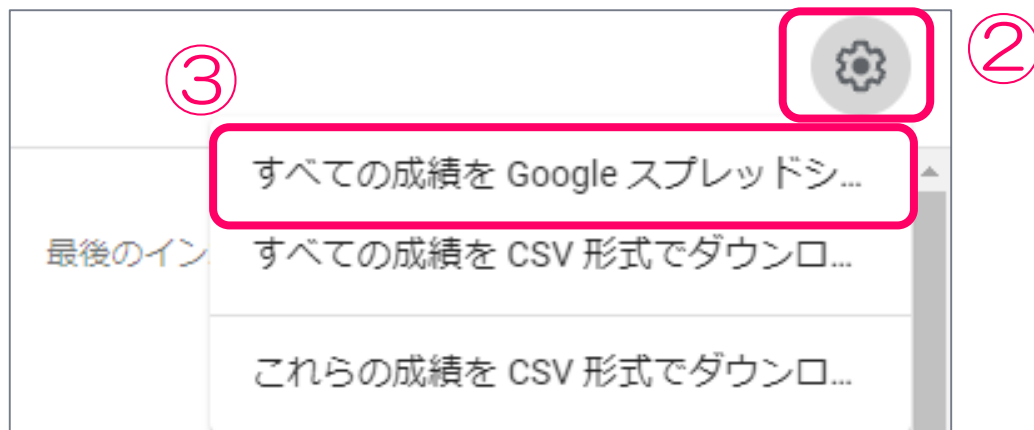 ②
③
すべての成績を Google スプレッドシ...
最後のイン
すべての成績を CSV 形式でダウンロ...
これらの成績を CSV 形式でダウンロ...